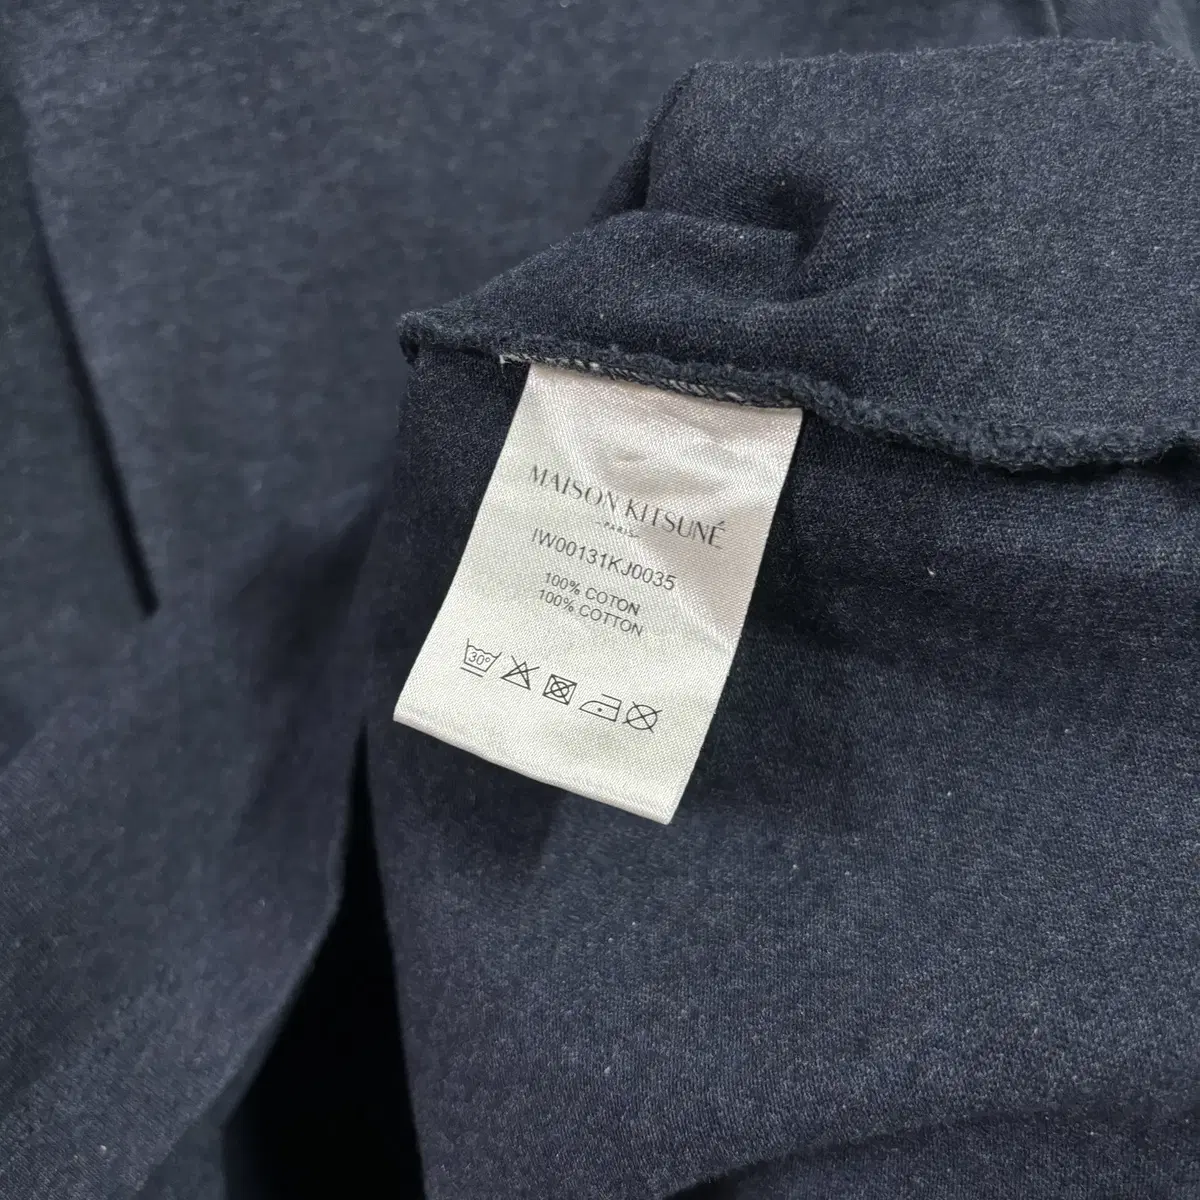 MAISON KITSUNÉ
-PARIS-
IW00131KJ0035
100% COTON
100% COTTON
30°